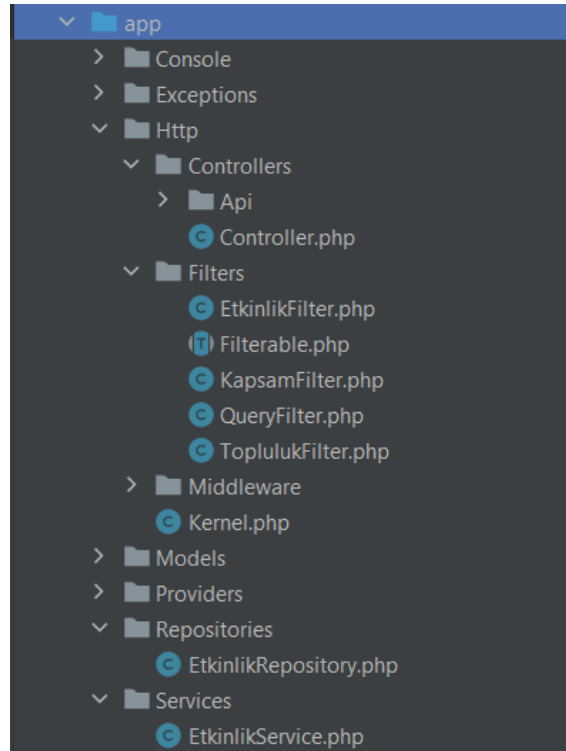 app
Console
Exceptions
Http
Controllers
Api
Controller.php
Filters
EtkinlikFilter.php
Filterable.php
KapsamFilter.php
QueryFilter.php
ToplulukFilter.php
Middleware
Kernel.php
Models
Providers
Repositories
EtkinlikRepository.php
Services
EtkinlikService.php